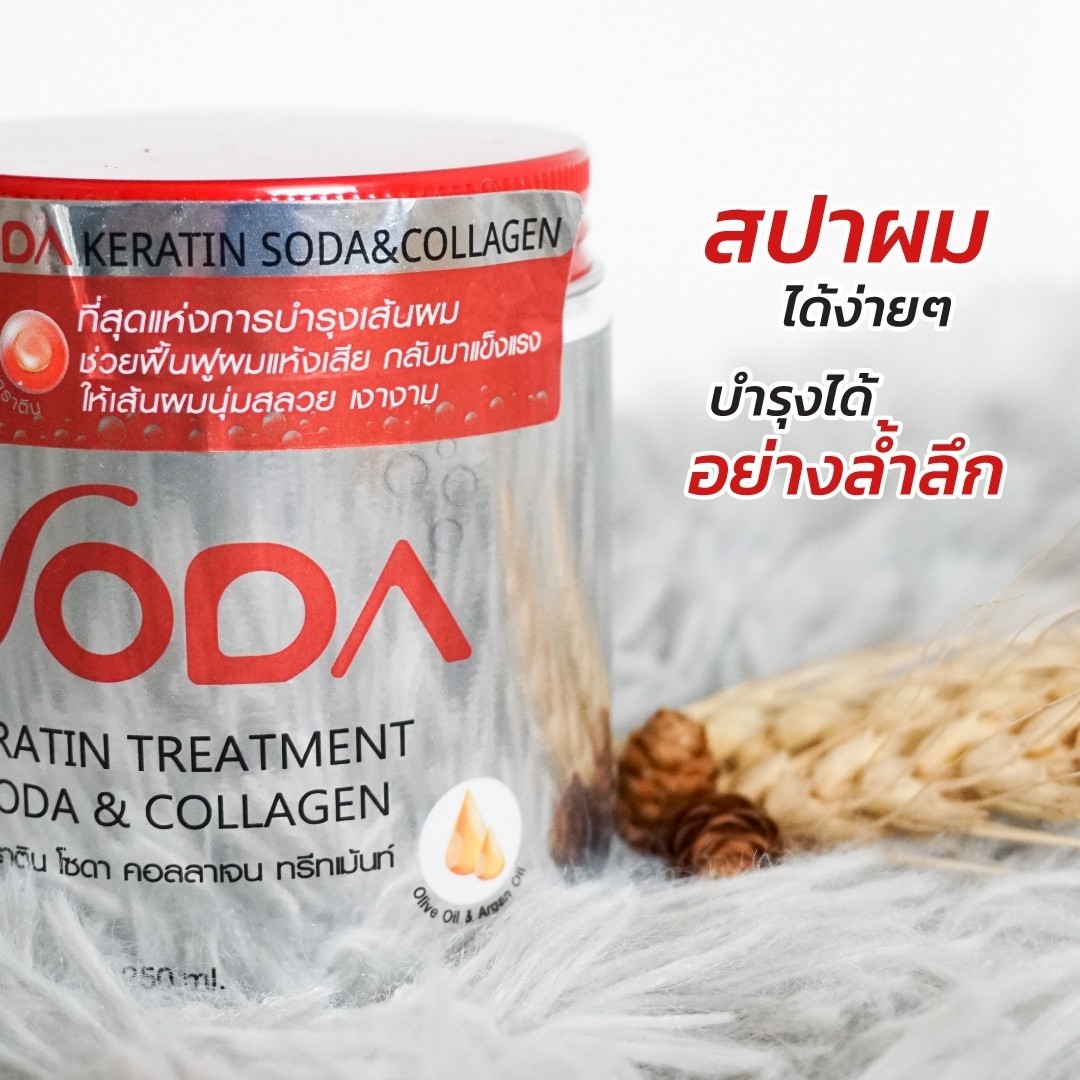 ODA KERATIN SODA&COLLAGEN
ที่สุดแห่งการบำรุงเส้นผม
ช่วยฟื้นฟูผมแห้งเสีย กลับมาแข็งแรง
ให้เส้นผมนุ่มสลวย เงางาม
SODA
RATIN TREATMENT
ODA & COLLAGEN
ราติน โซดา คอลลาเจน ทรีทเม้นท์
Olive Oil & Argan Oil
250 ml.
สปาผม
ได้ง่ายๆ
บำรุงได้
อย่างล้ำลึก